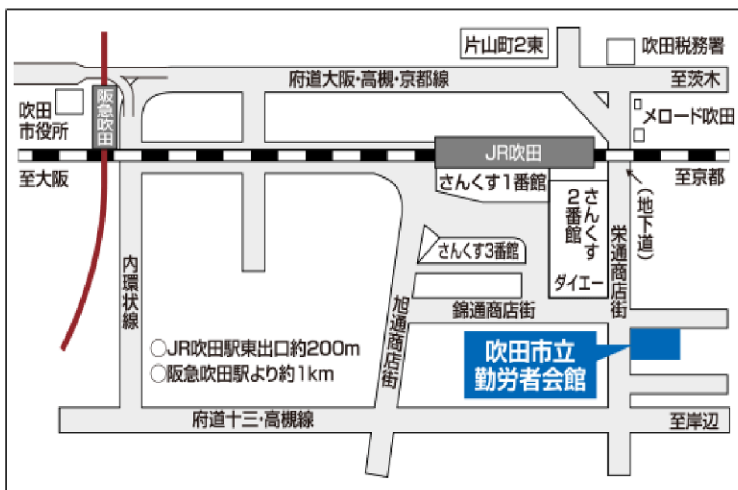 片山町2東
吹田税務署
府道大阪・高槻・京都線
至茨木
吹田
市役所
阪急吹田
メロード吹田
JR吹田
至大阪
至京都
さんくす1番館
さんくす
2番館
ダイエー
(地下道)
さんくす3番館
内環状線
旭通商店街
錦通商店街
栄通商店街
○JR吹田駅東出口約200m
○阪急吹田駅より約1km
吹田市立
勤労者会館
府道十三・高槻線
至岸辺